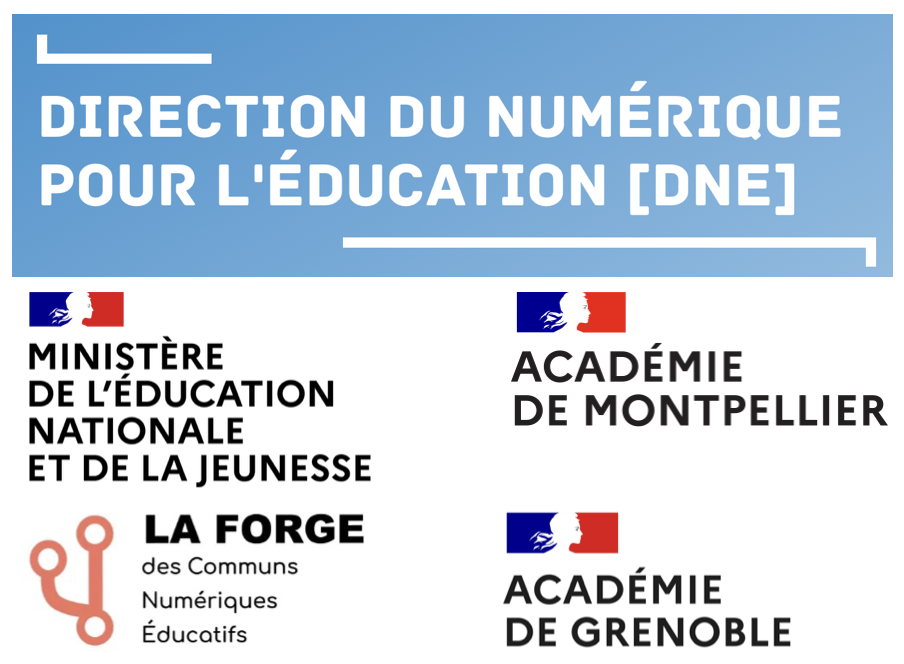 DIRECTION DU NUMÉRIQUE
POUR L'ÉDUCATION [DNE]
MINISTÈRE
DE L’ÉDUCATION
NATIONALE
ET DE LA JEUNESSE
ACADÉMIE
DE MONTPELLIER
LA FORGE
des Communs
Numériques
Éducatifs
ACADÉMIE
DE GRENOBLE